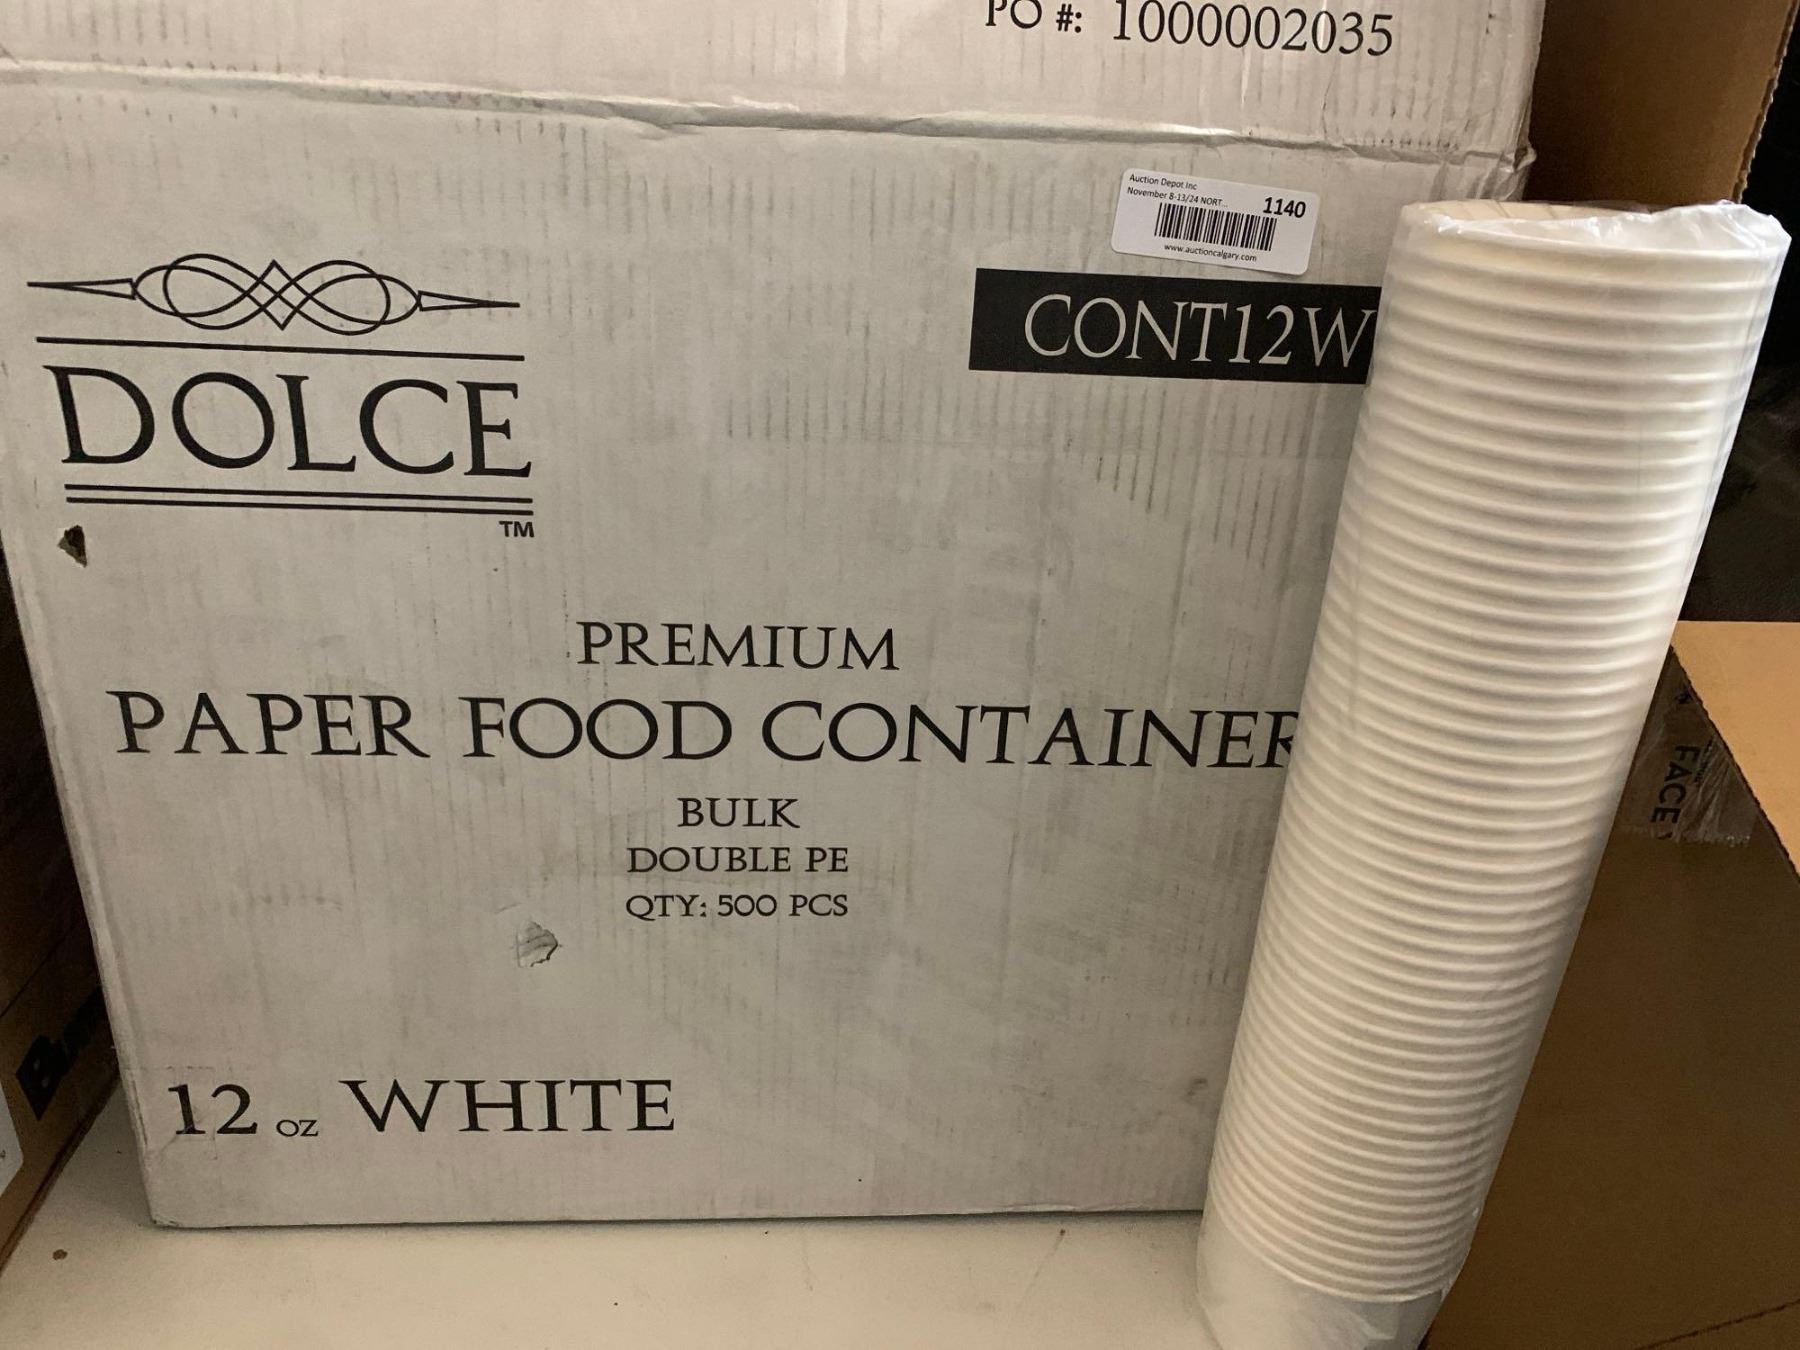 PO #: 1000002035
Auction Depot Inc
November 8-13/24 NORT...
1140
www.auctioncalgary.com
CONT12W
DOLCE
TM
PREMIUM
PAPER FOOD CONTAINER
BULK
DOUBLE PE
QTY: 500 PCS
12 oz WHITE
FACE